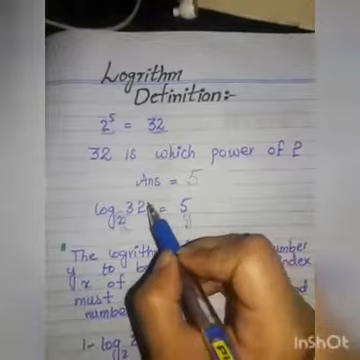 Logrithm
Definition:-
2⁵ = 32
32 is which power of 2
Ans = 5
log₂ 32 = 5
The logrith number
y to b index
x of
must
numbe
1- log₂
InShot